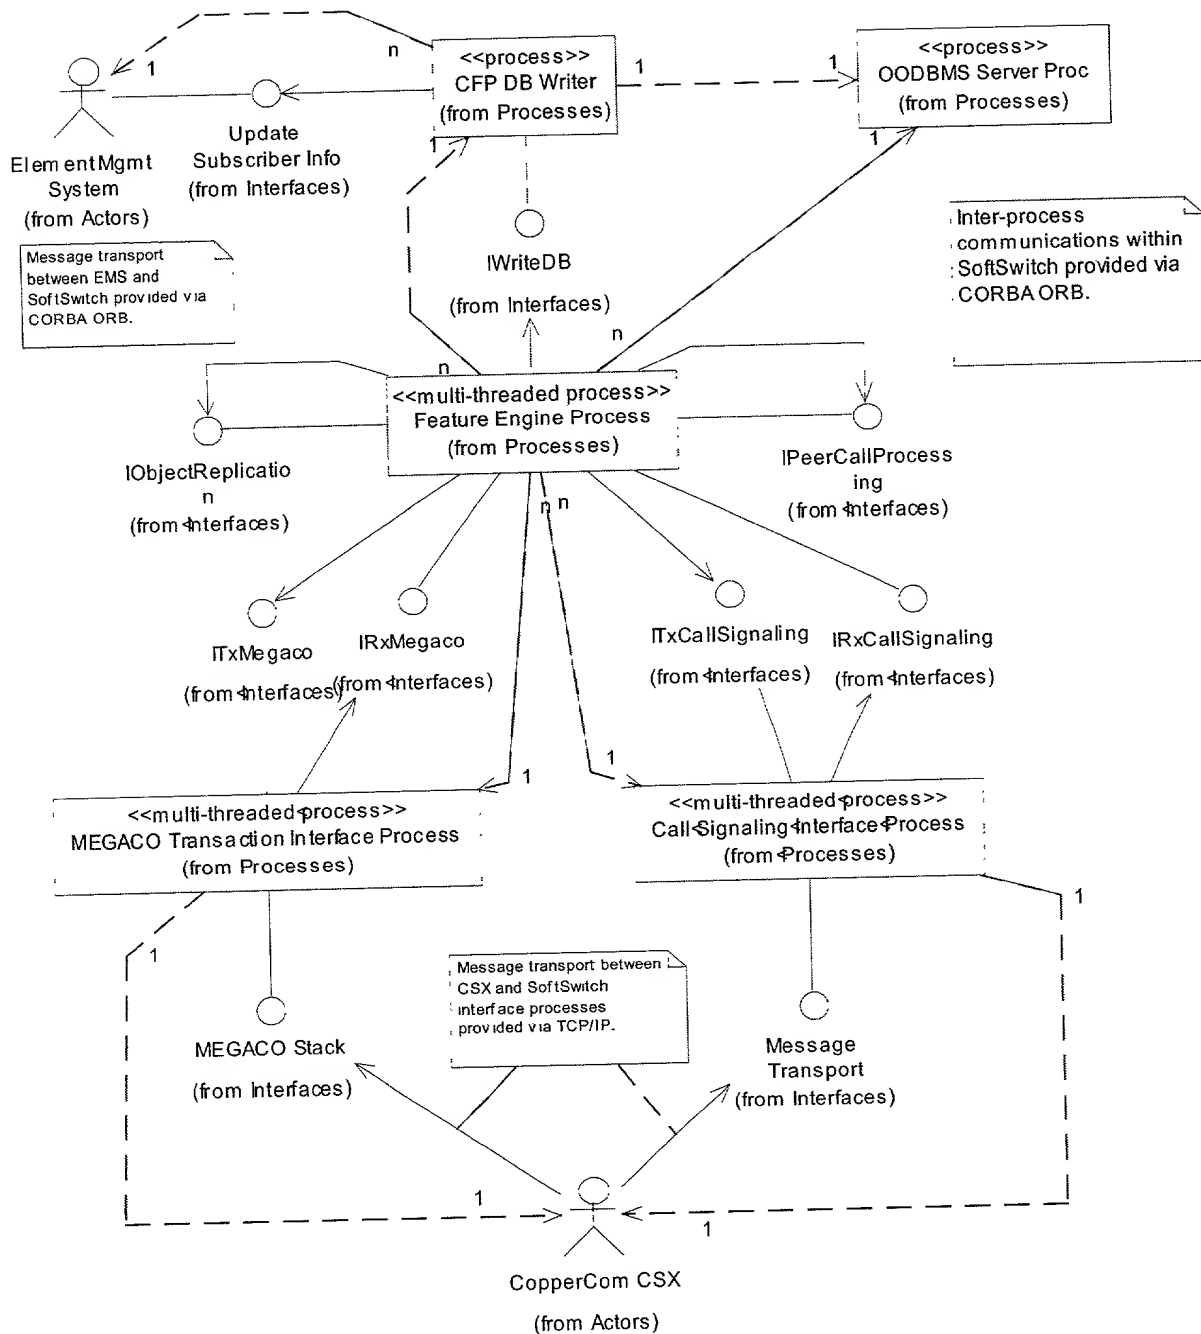 n
1
<<process>>
CFP DB Writer
(from Processes)
1
1
<<process>>
OODBMS Server Proc
(from Processes)
1
1
ElementMgmt
System
(from Actors)
Update
Subscriber Info
(from Interfaces)
Message transport
between EMS and
SoftSwitch provided via
CORBA ORB.
IWriteDB
(from Interfaces)
Inter-process
communications within
SoftSwitch provided via
CORBA ORB.
n
n
<<multi-threaded process>>
Feature Engine Process
(from Processes)
IObjectReplicatio
n
(from Interfaces)
IPeerCallProcess
ing
(from Interfaces)
n
n
ITxMegaco
(from Interfaces)
IRxMegaco
(from Interfaces)
ITxCallSignaling
(from Interfaces)
IRxCallSignaling
(from Interfaces)
1
1
<<multi-threaded process>>
MEGACO Transaction Interface Process
(from Processes)
<<multi-threaded process>>
Call Signaling Interface Process
(from Processes)
1
1
Message transport between
CSX and SoftSwitch
interface processes
provided via TCP/IP.
MEGACO Stack
(from Interfaces)
Message
Transport
(from Interfaces)
1
1
CopperCom CSX
(from Actors)